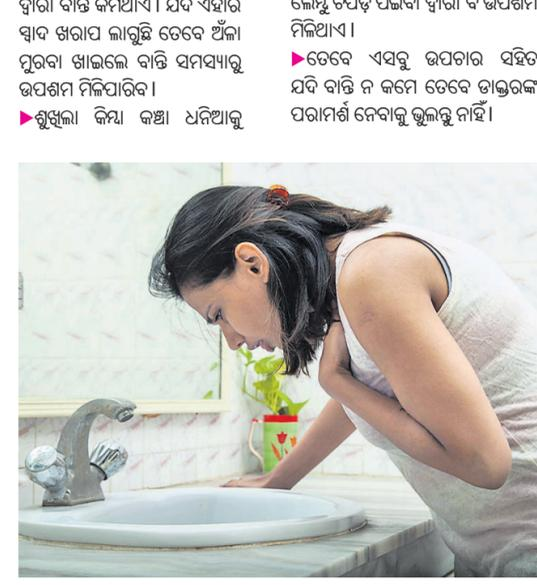 ଦ୍ୱାରା ବାନ୍ତି କମିଥାଏ। ଯଦି ଏହାର
ସ୍ୱାଦ ଖରାପ ଲାଗୁଛି ତେବେ ଅଁଳା
ମୁରବା ଖାଇଲେ ବାନ୍ତି ସମସ୍ୟାରୁ
ଉପଶମ ମିଳିପାରିବ।
▶ଶୁଖିଲା କିମ୍ବା କଞ୍ଚା ଧନିଆକୁ
ଲେମ୍ବୁ ଚିପୁଡ଼ି ପିଇବା ଦ୍ୱାରା ବି ଉପଶମ
ମିଳିଥାଏ।
▶ତେବେ ଏସବୁ ଉପଚାର ସହିତ
ଯଦି ବାନ୍ତି ନ କମେ ତେବେ ଡାକ୍ତରଙ୍କ
ପରାମର୍ଶ ନେବାକୁ ଭୁଲନ୍ତୁ ନାହିଁ।